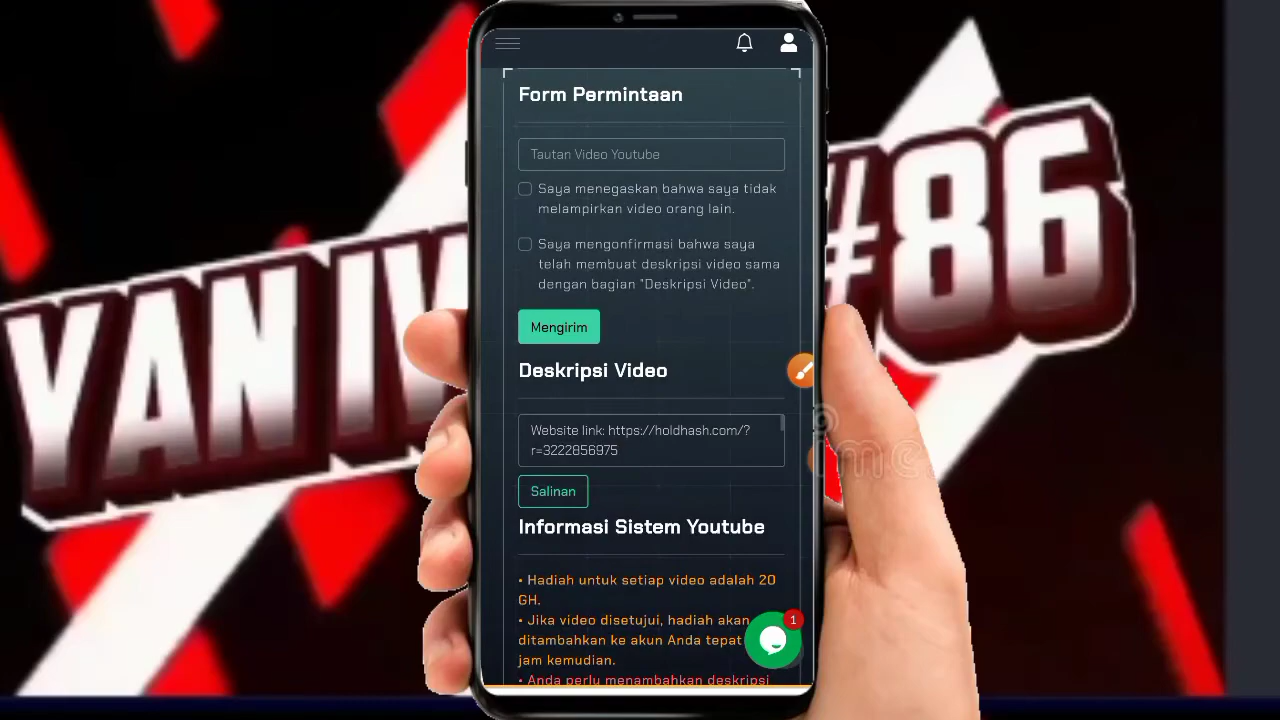 Form Permintaan
Tautan Video Youtube
Saya menegaskan bahwa saya tidak
melampirkan video orang lain.
Saya mengonfirmasi bahwa saya
telah membuat deskripsi video sama
dengan bagian "Deskripsi Video".
Mengirim
Deskripsi Video
Website link: https://holdhash.com/?
r=3222856975
Salinan
Informasi Sistem Youtube
• Hadiah untuk setiap video adalah 20
GH.
• Jika video disetujui, hadiah akan
ditambahkan ke akun Anda tepat
jam kemudian.
• Anda perlu menambahkan deskripsi
1
YAN IV
#86